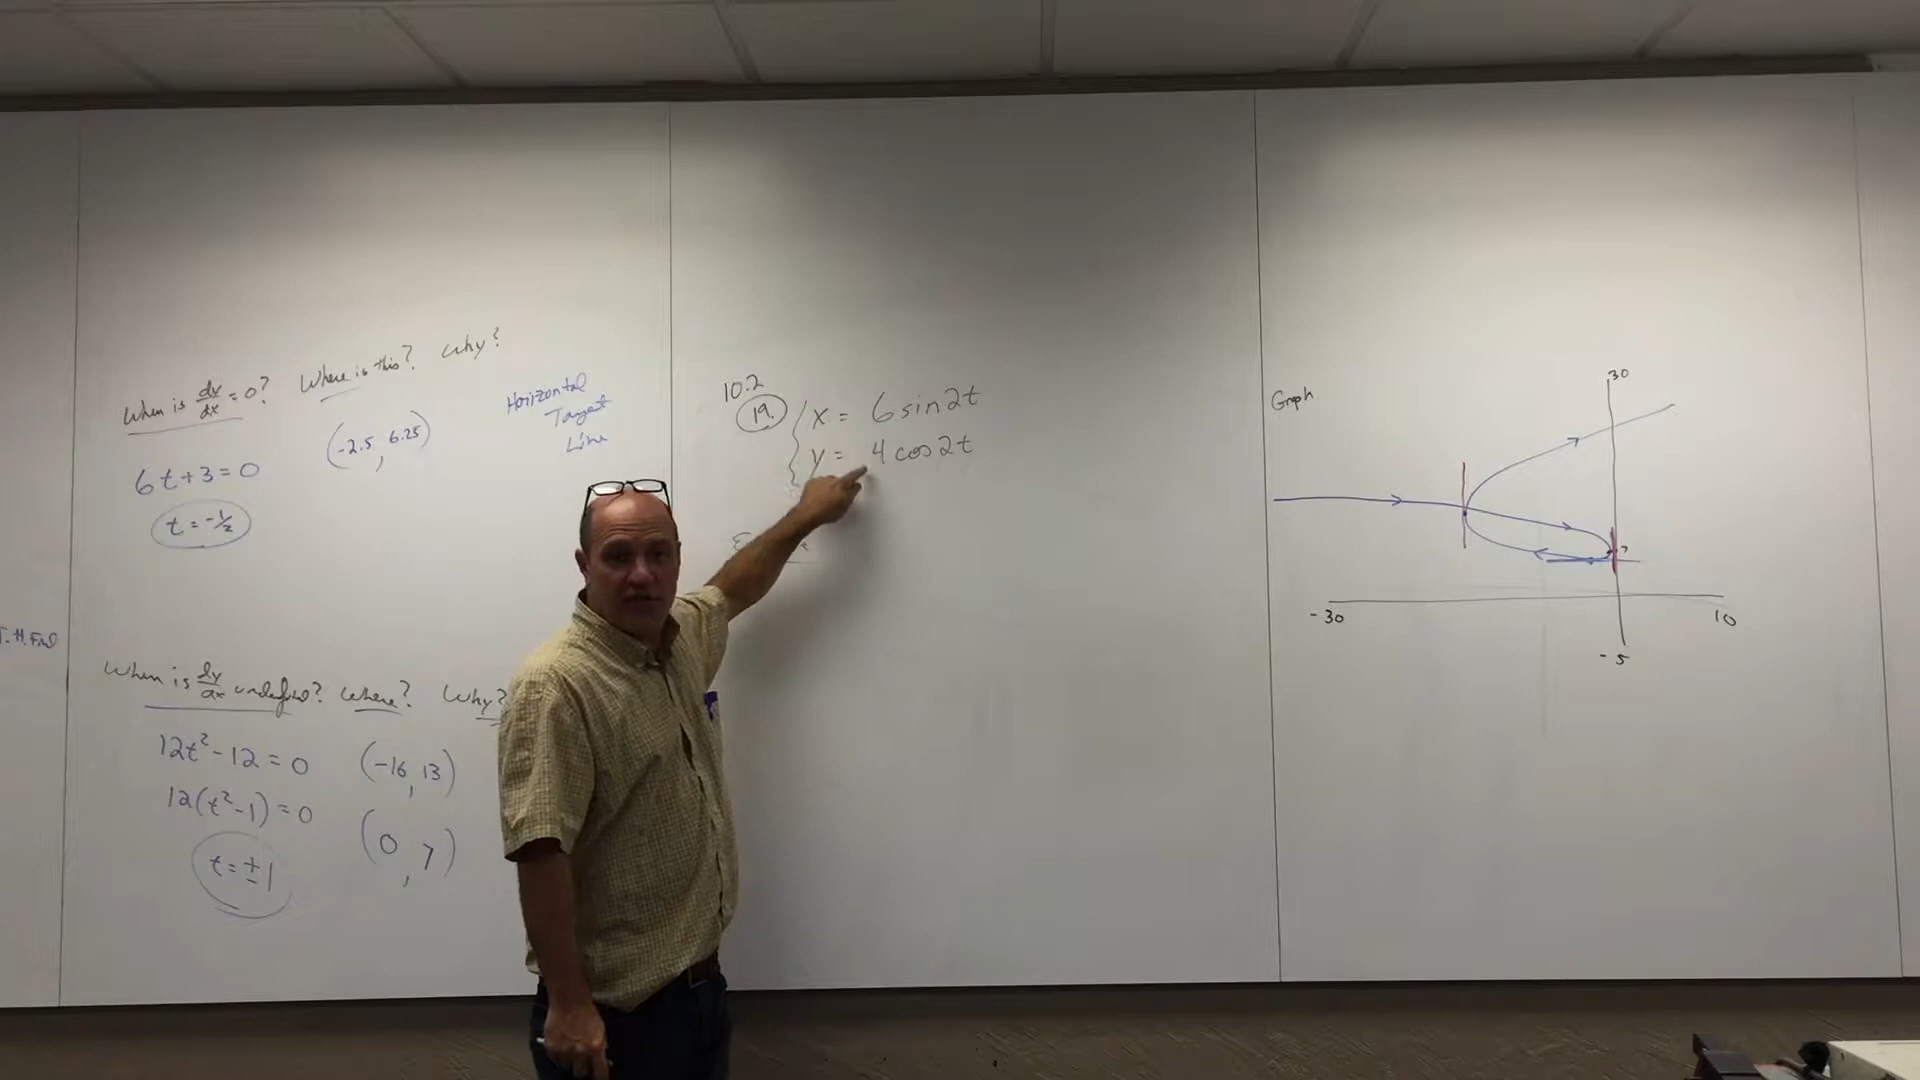 When is dy/dx = 0? Where is this? Why?
6t + 3 = 0
(-2.5, 6.25)
Horizontal
Tangent
Line
t = -1/2
When is dy/dx undefined? Where? Why?
12t² - 12 = 0
(-16, 13)
12(t² - 1) = 0
(0, 7)
t = ± 1
10.2
19. x = 6 sin 2t
y = 4 cos 2t
Graph
30
7
-30
10
-5